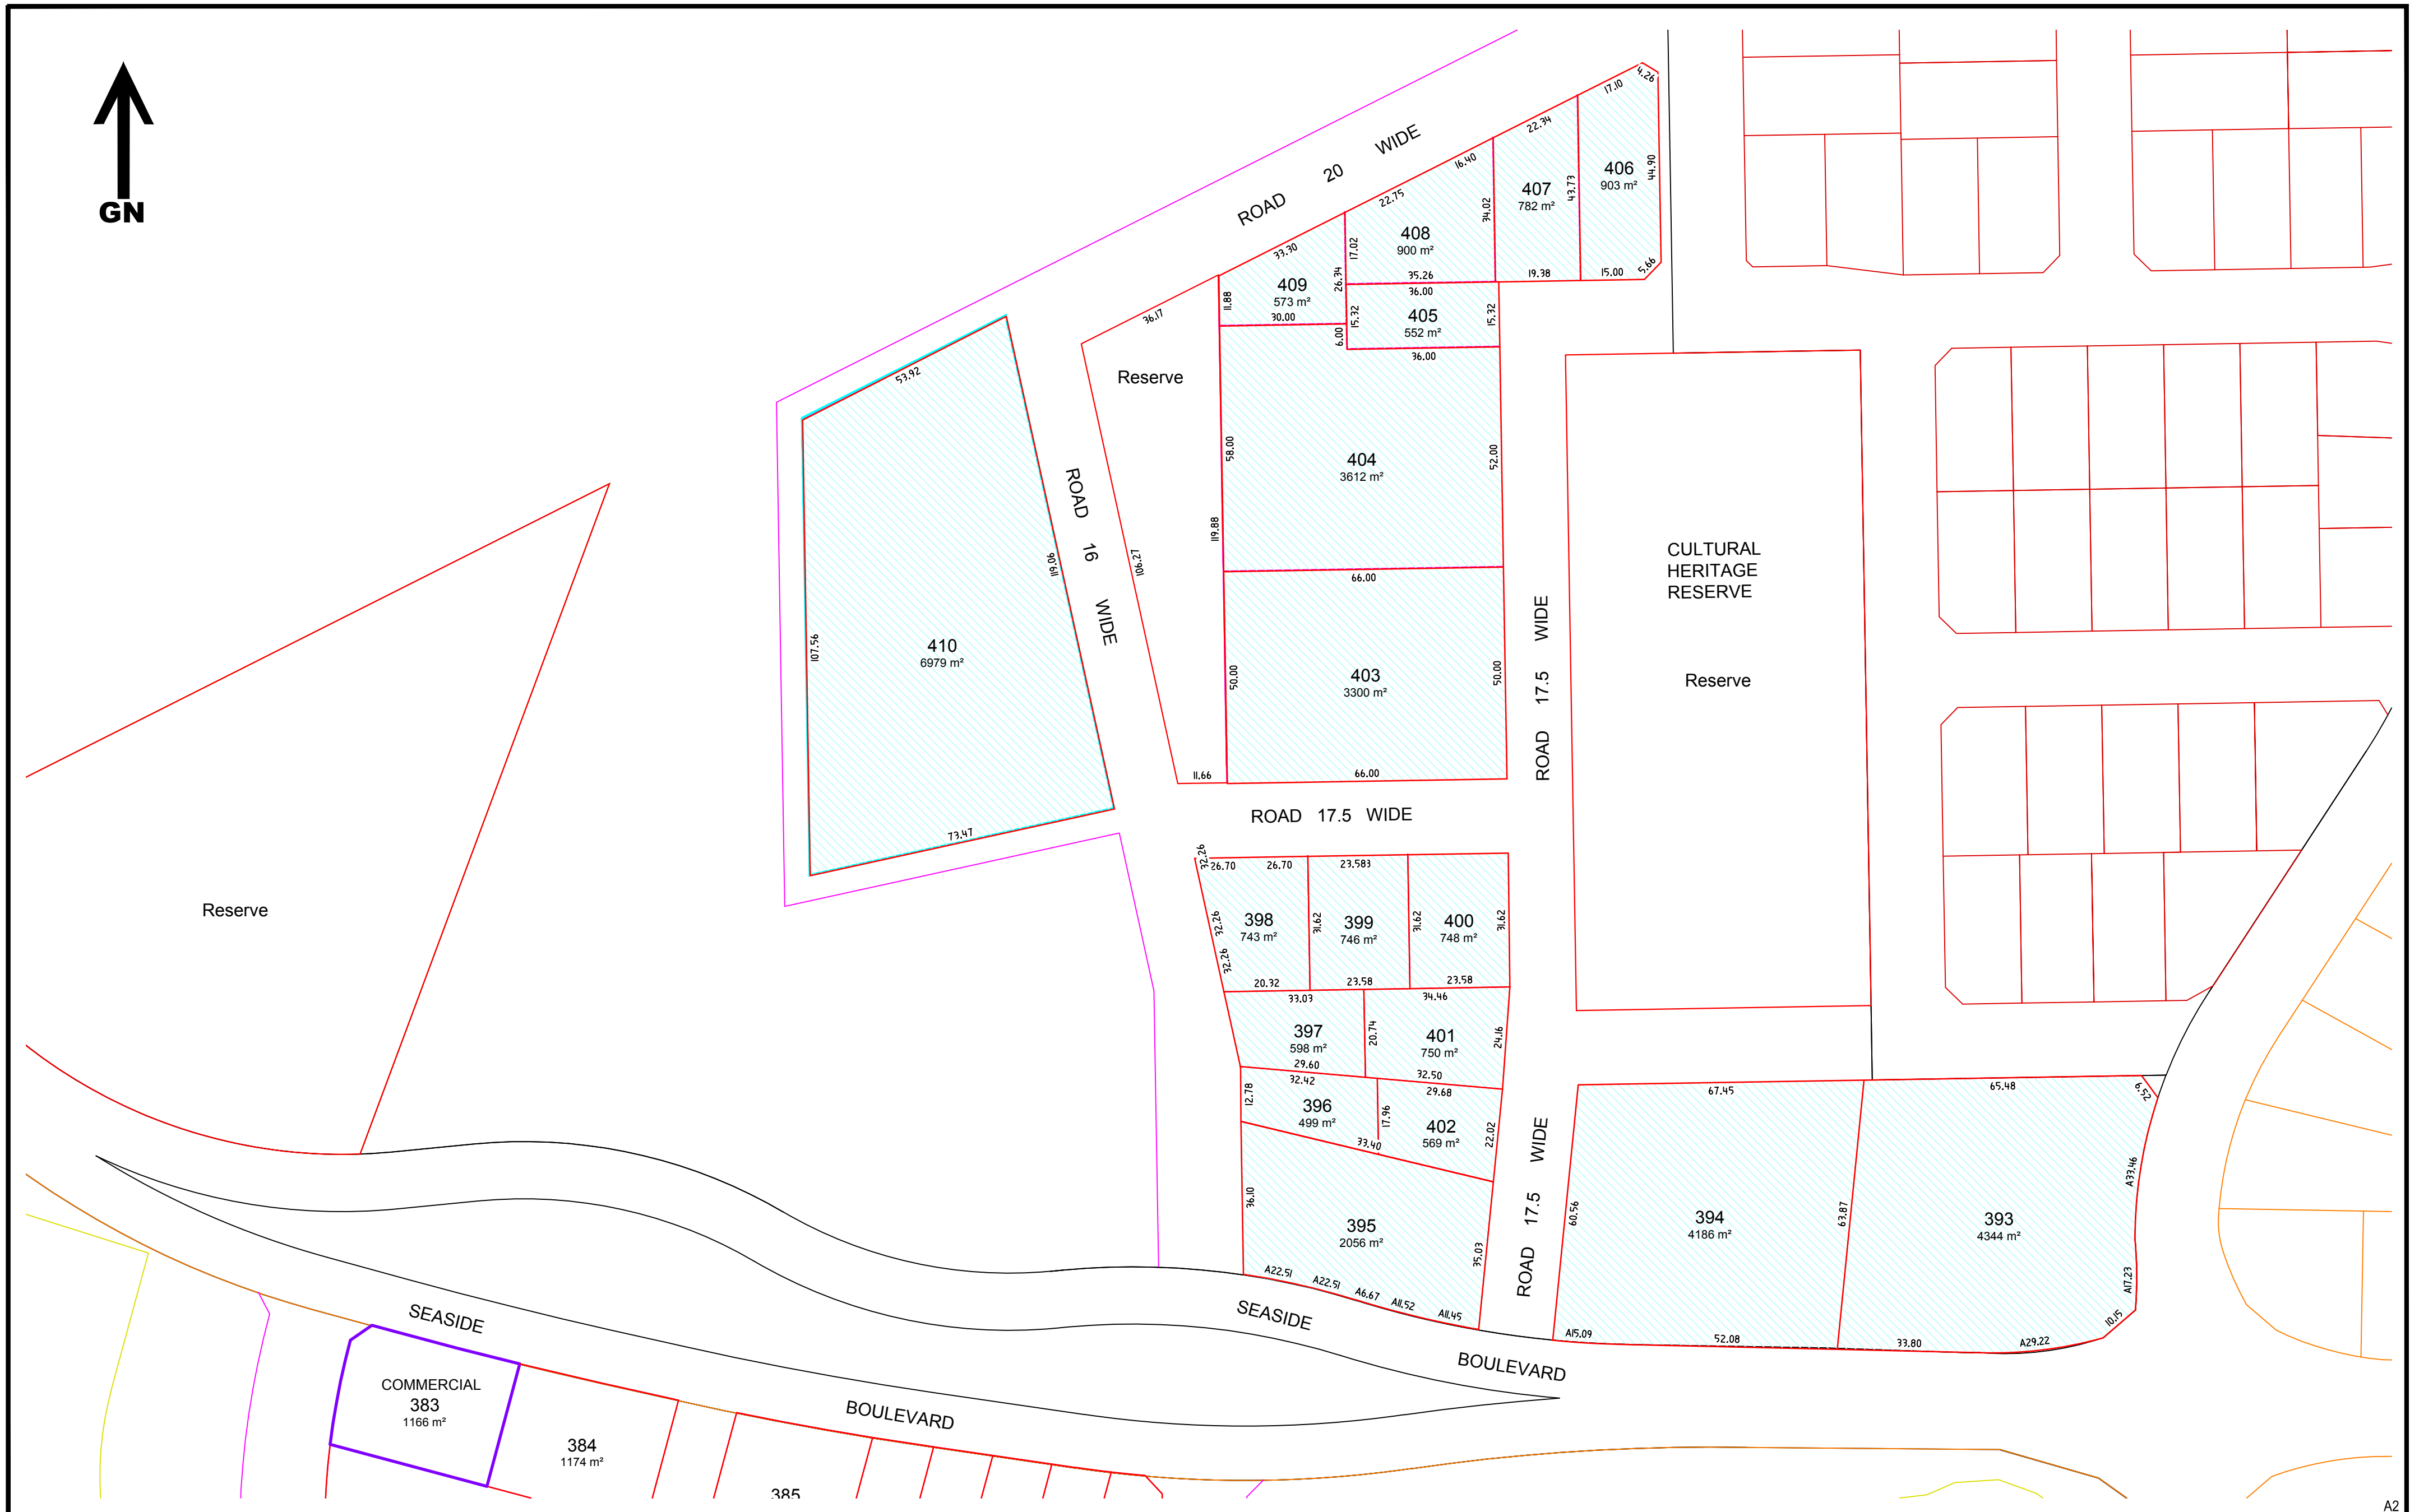 GN
ROAD 20 WIDE
17.10
4.26
22.34
16.40
22.75
33.30
36.17
53.92
406
903 m²
44.90
43.73
407
782 m²
34.02
408
900 m²
17.02
35.26
19.38
15.00
5.66
409
573 m²
11.88
26.34
30.00
36.00
405
552 m²
15.32
15.32
6.00
36.00
Reserve
404
3612 m²
58.00
52.00
119.88
66.00
ROAD 16 WIDE
119.06
106.27
410
6979 m²
107.56
73.47
403
3300 m²
50.00
50.00
11.66
66.00
ROAD 17.5 WIDE
CULTURAL
HERITAGE
RESERVE
Reserve
ROAD 17.5 WIDE
Reserve
32.26
26.70
26.70
23.583
398
743 m²
399
746 m²
400
748 m²
32.26
31.62
31.62
31.62
32.26
20.32
23.58
23.58
33.03
34.46
397
598 m²
20.74
401
750 m²
24.16
29.60
32.50
32.42
29.68
12.78
396
499 m²
17.96
402
569 m²
22.02
33.40
36.10
395
2056 m²
35.03
A22.51
A22.51
A6.67
A11.52
A11.45
ROAD 17.5 WIDE
67.45
65.48
6.52
60.56
394
4186 m²
63.87
393
4344 m²
A33.46
A17.23
10.15
A15.09
52.08
33.80
A29.22
SEASIDE
SEASIDE
BOULEVARD
BOULEVARD
COMMERCIAL
383
1166 m²
384
1174 m²
385
A2